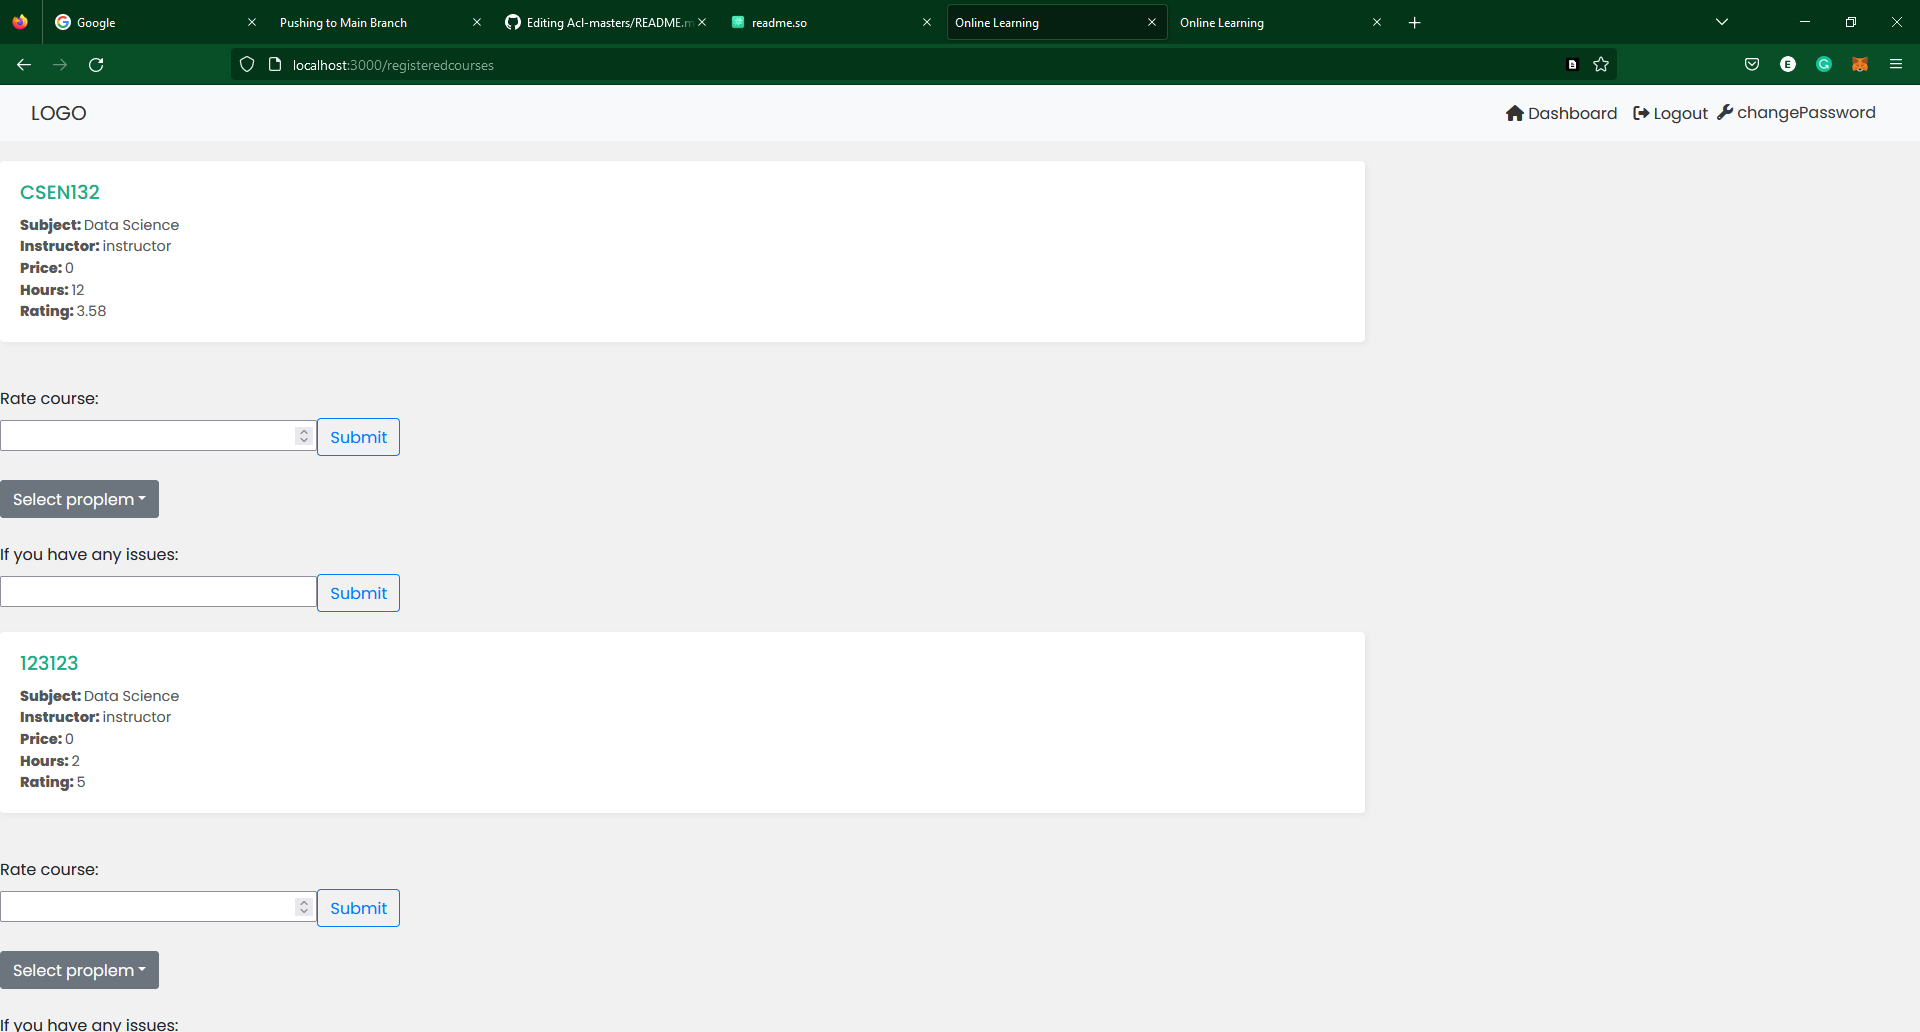 Google
Pushing to Main Branch
Editing Acl-masters/README.m
readme.so
Online Learning
Online Learning
localhost:3000/registeredcourses
LOGO
Dashboard
Logout
changePassword
CSEN132
Subject: Data Science
Instructor: instructor
Price: 0
Hours: 12
Rating: 3.58
Rate course:
Submit
Select proplem
If you have any issues:
Submit
123123
Subject: Data Science
Instructor: instructor
Price: 0
Hours: 2
Rating: 5
Rate course:
Submit
Select proplem
If you have any issues: